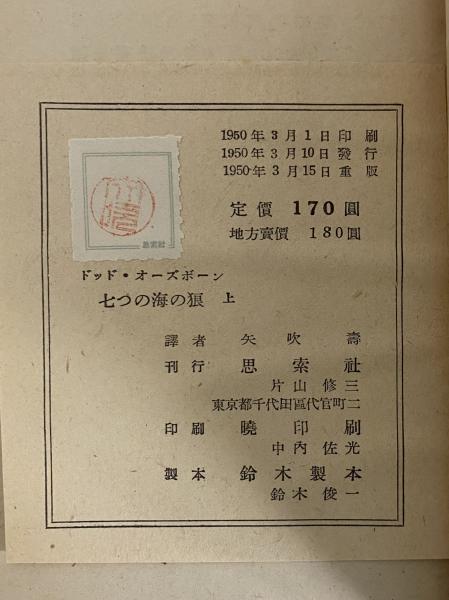 1950年3月1日印刷
1950年3月10日發行
1950年3月15日重版
定價 170圓
地方賣價 180圓
思索社
ドッド・オーズボーン
七つの海の狼 上
譯者 矢吹壽
刊行 思索社
片山修三
東京都千代田區代官町二
印刷 曉印刷
中內佐光
製本 鈴木製本
鈴木俊一